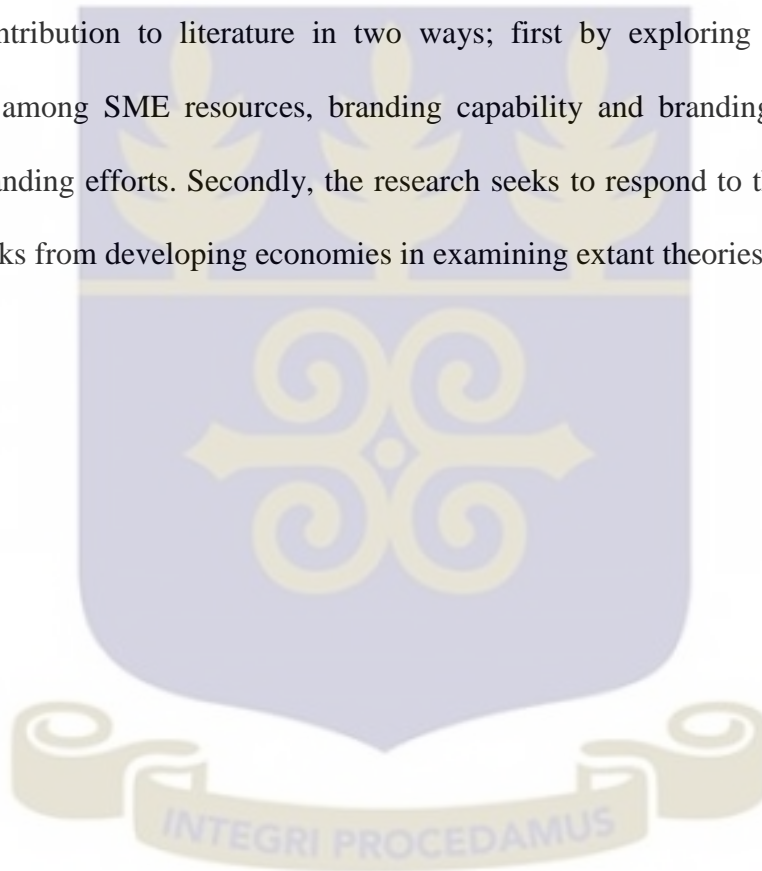 ntribution to literature in two ways; first by exploring
among SME resources, branding capability and branding
anding efforts. Secondly, the research seeks to respond to
ks from developing economies in examining extant theories
INTEGRI PROCEDAMUS